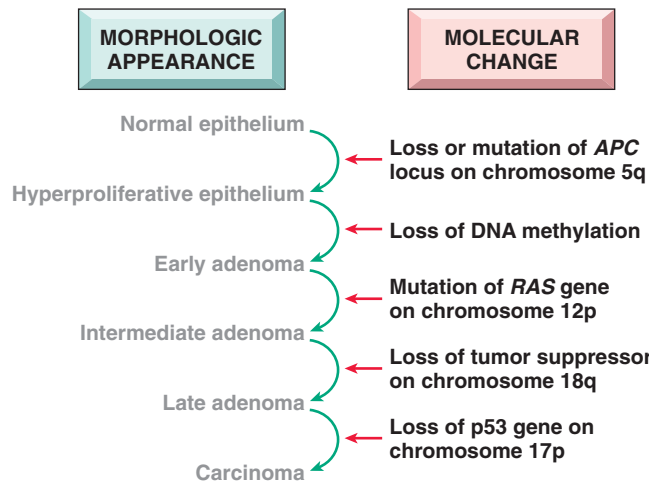 MORPHOLOGIC
APPEARANCE
MOLECULAR
CHANGE
Normal epithelium
Loss or mutation of APC
locus on chromosome 5q
Hyperproliferative epithelium
Loss of DNA methylation
Early adenoma
Mutation of RAS gene
on chromosome 12p
Intermediate adenoma
Loss of tumor suppressor
on chromosome 18q
Late adenoma
Loss of p53 gene on
chromosome 17p
Carcinoma